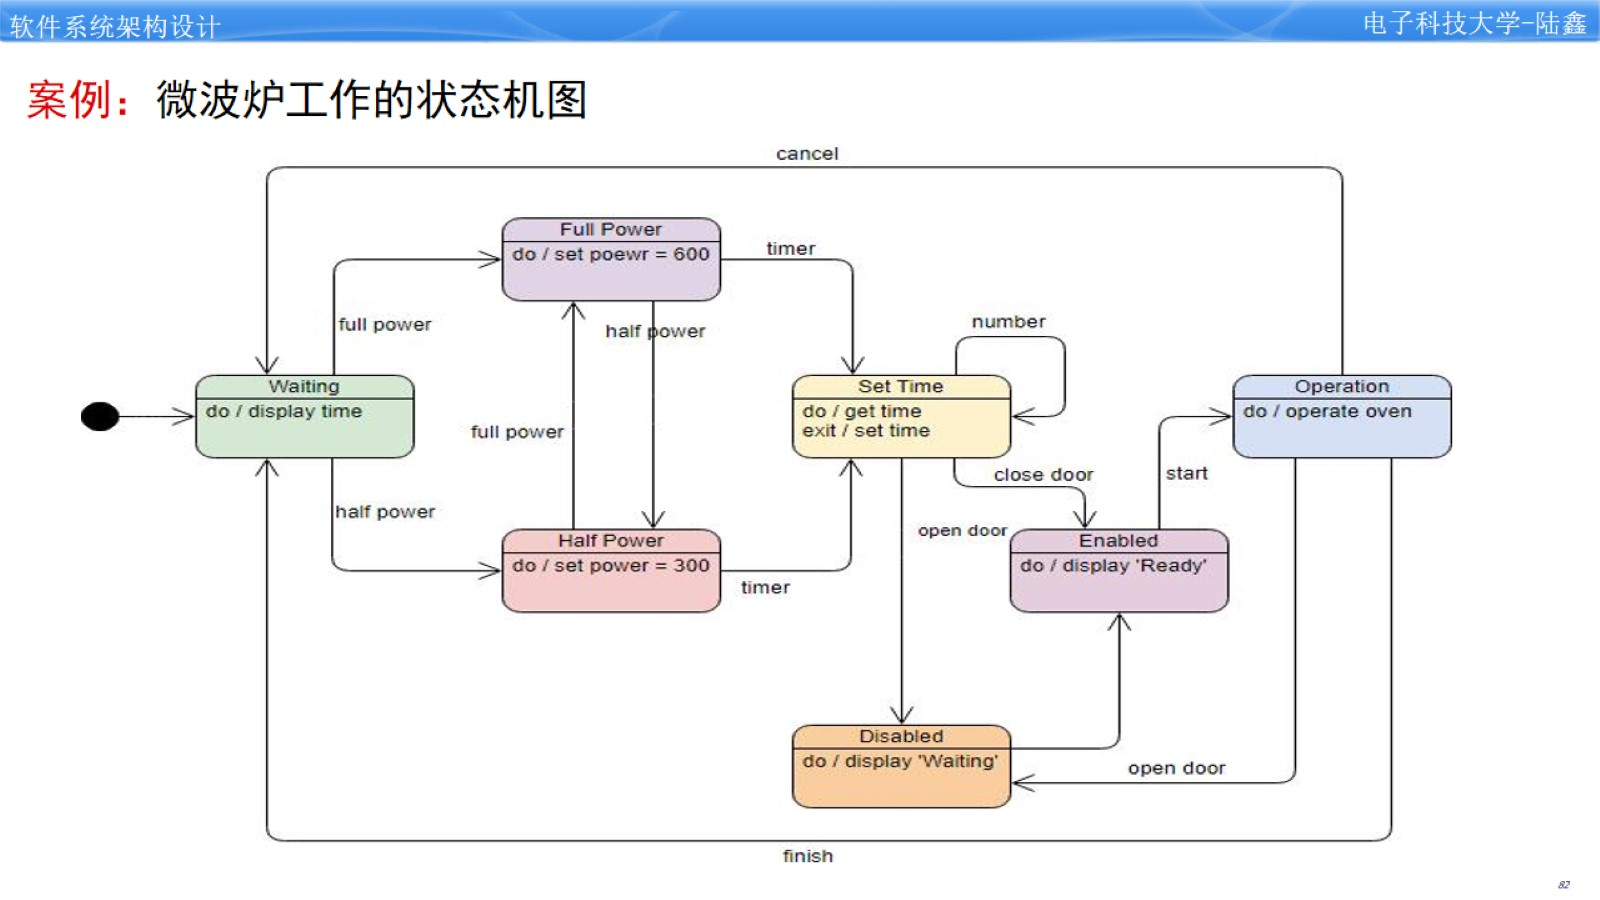 软件系统架构设计
电子科技大学-陆鑫
案例：微波炉工作的状态机图
cancel
Full Power
do / set poewr = 600
timer
full power
half power
number
Waiting
do / display time
Set Time
do / get time
exit / set time
Operation
do / operate oven
full power
close door
start
half power
open door
Half Power
do / set power = 300
Enabled
do / display 'Ready'
timer
Disabled
do / display 'Waiting'
open door
finish
82